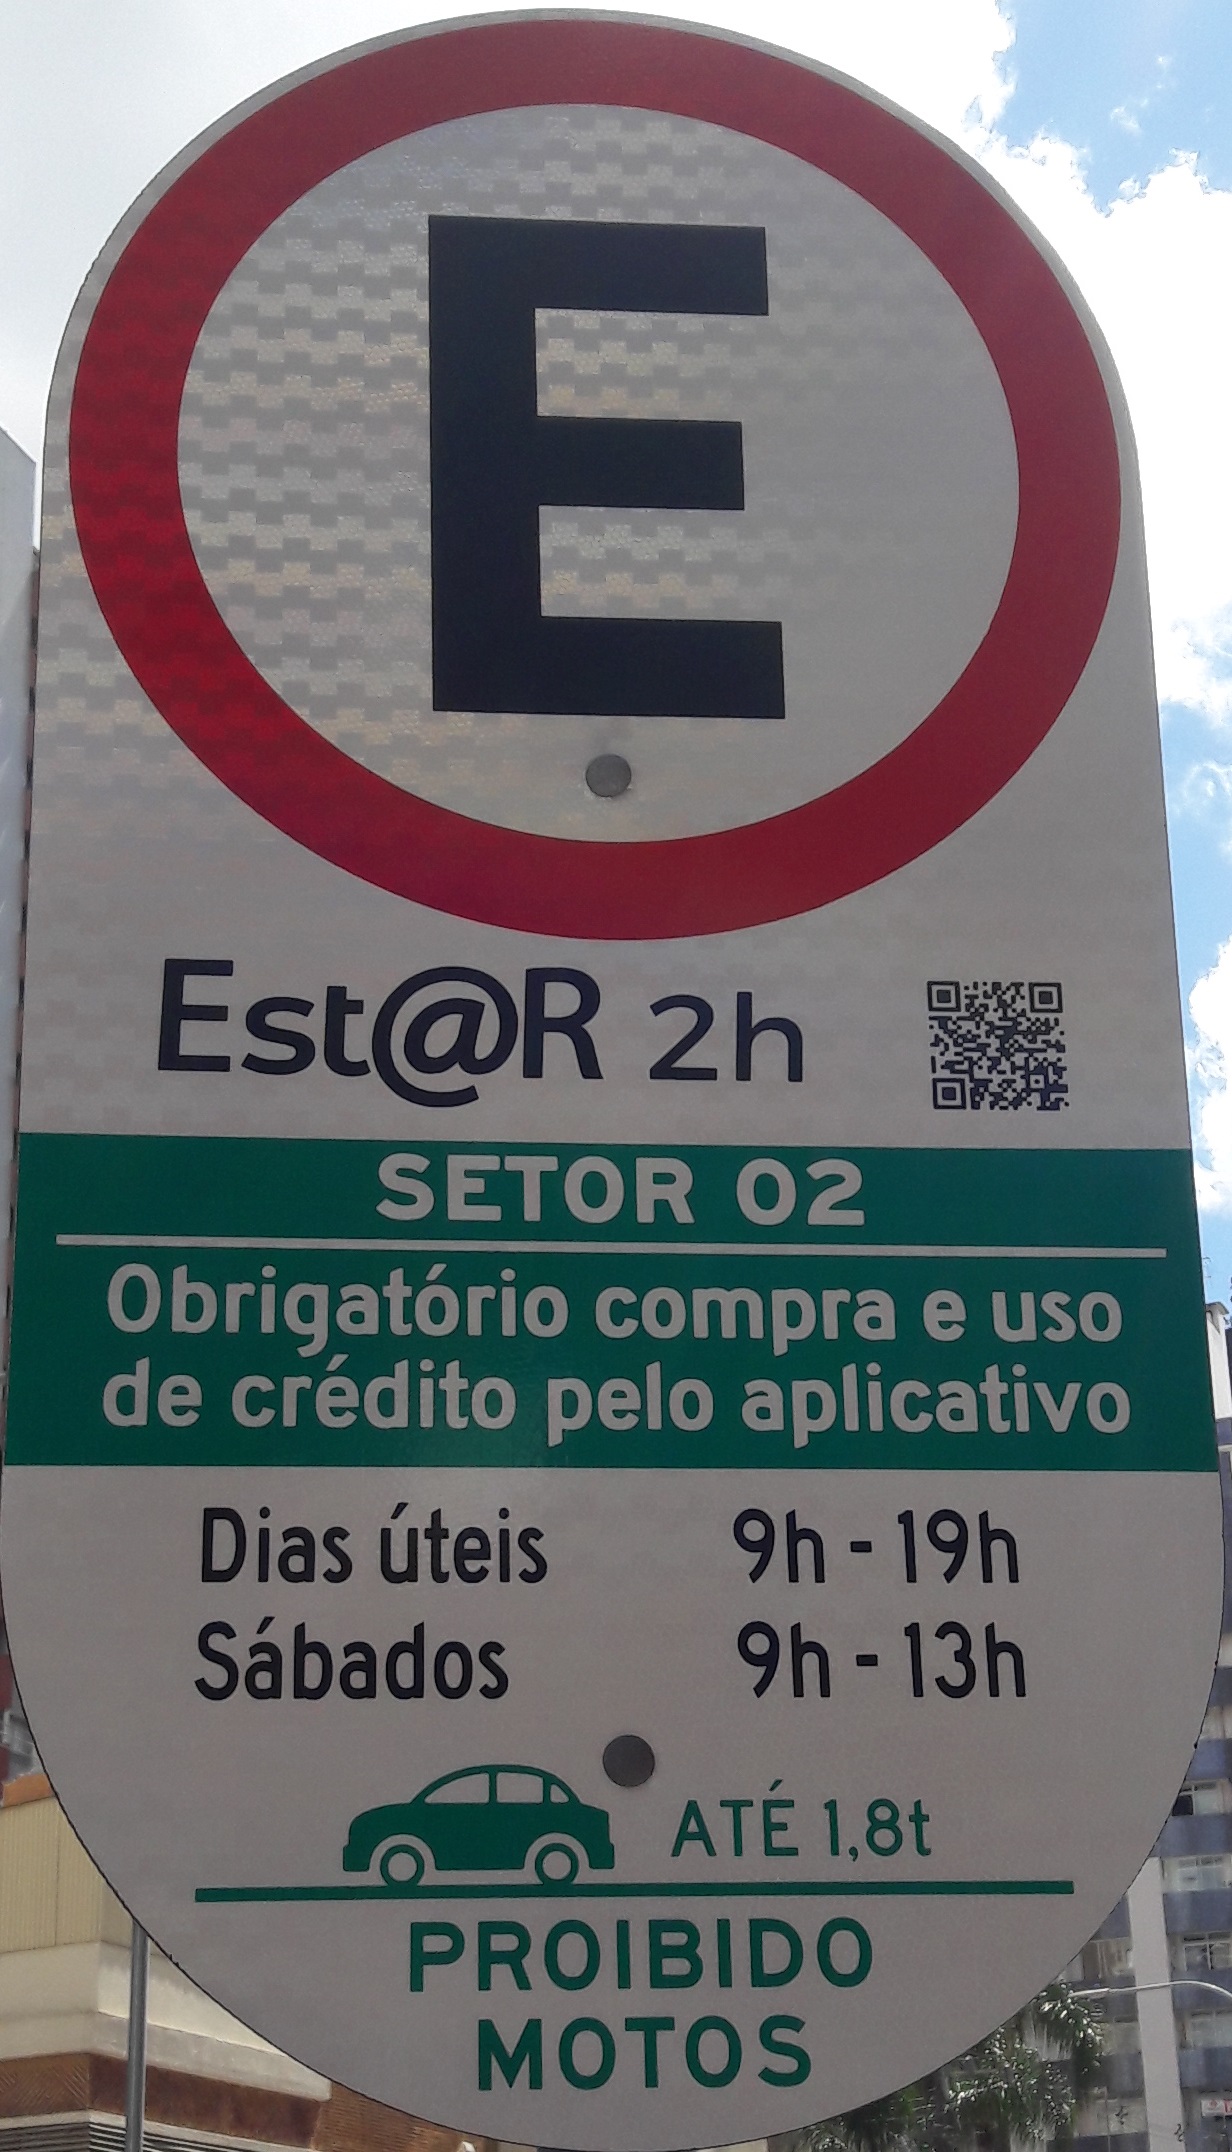 E
Est@R 2h
SETOR 02
Obrigatório compra e uso
de crédito pelo aplicativo
Dias úteis 9h - 19h
Sábados 9h - 13h
ATÉ 1,8t
PROIBIDO
MOTOS